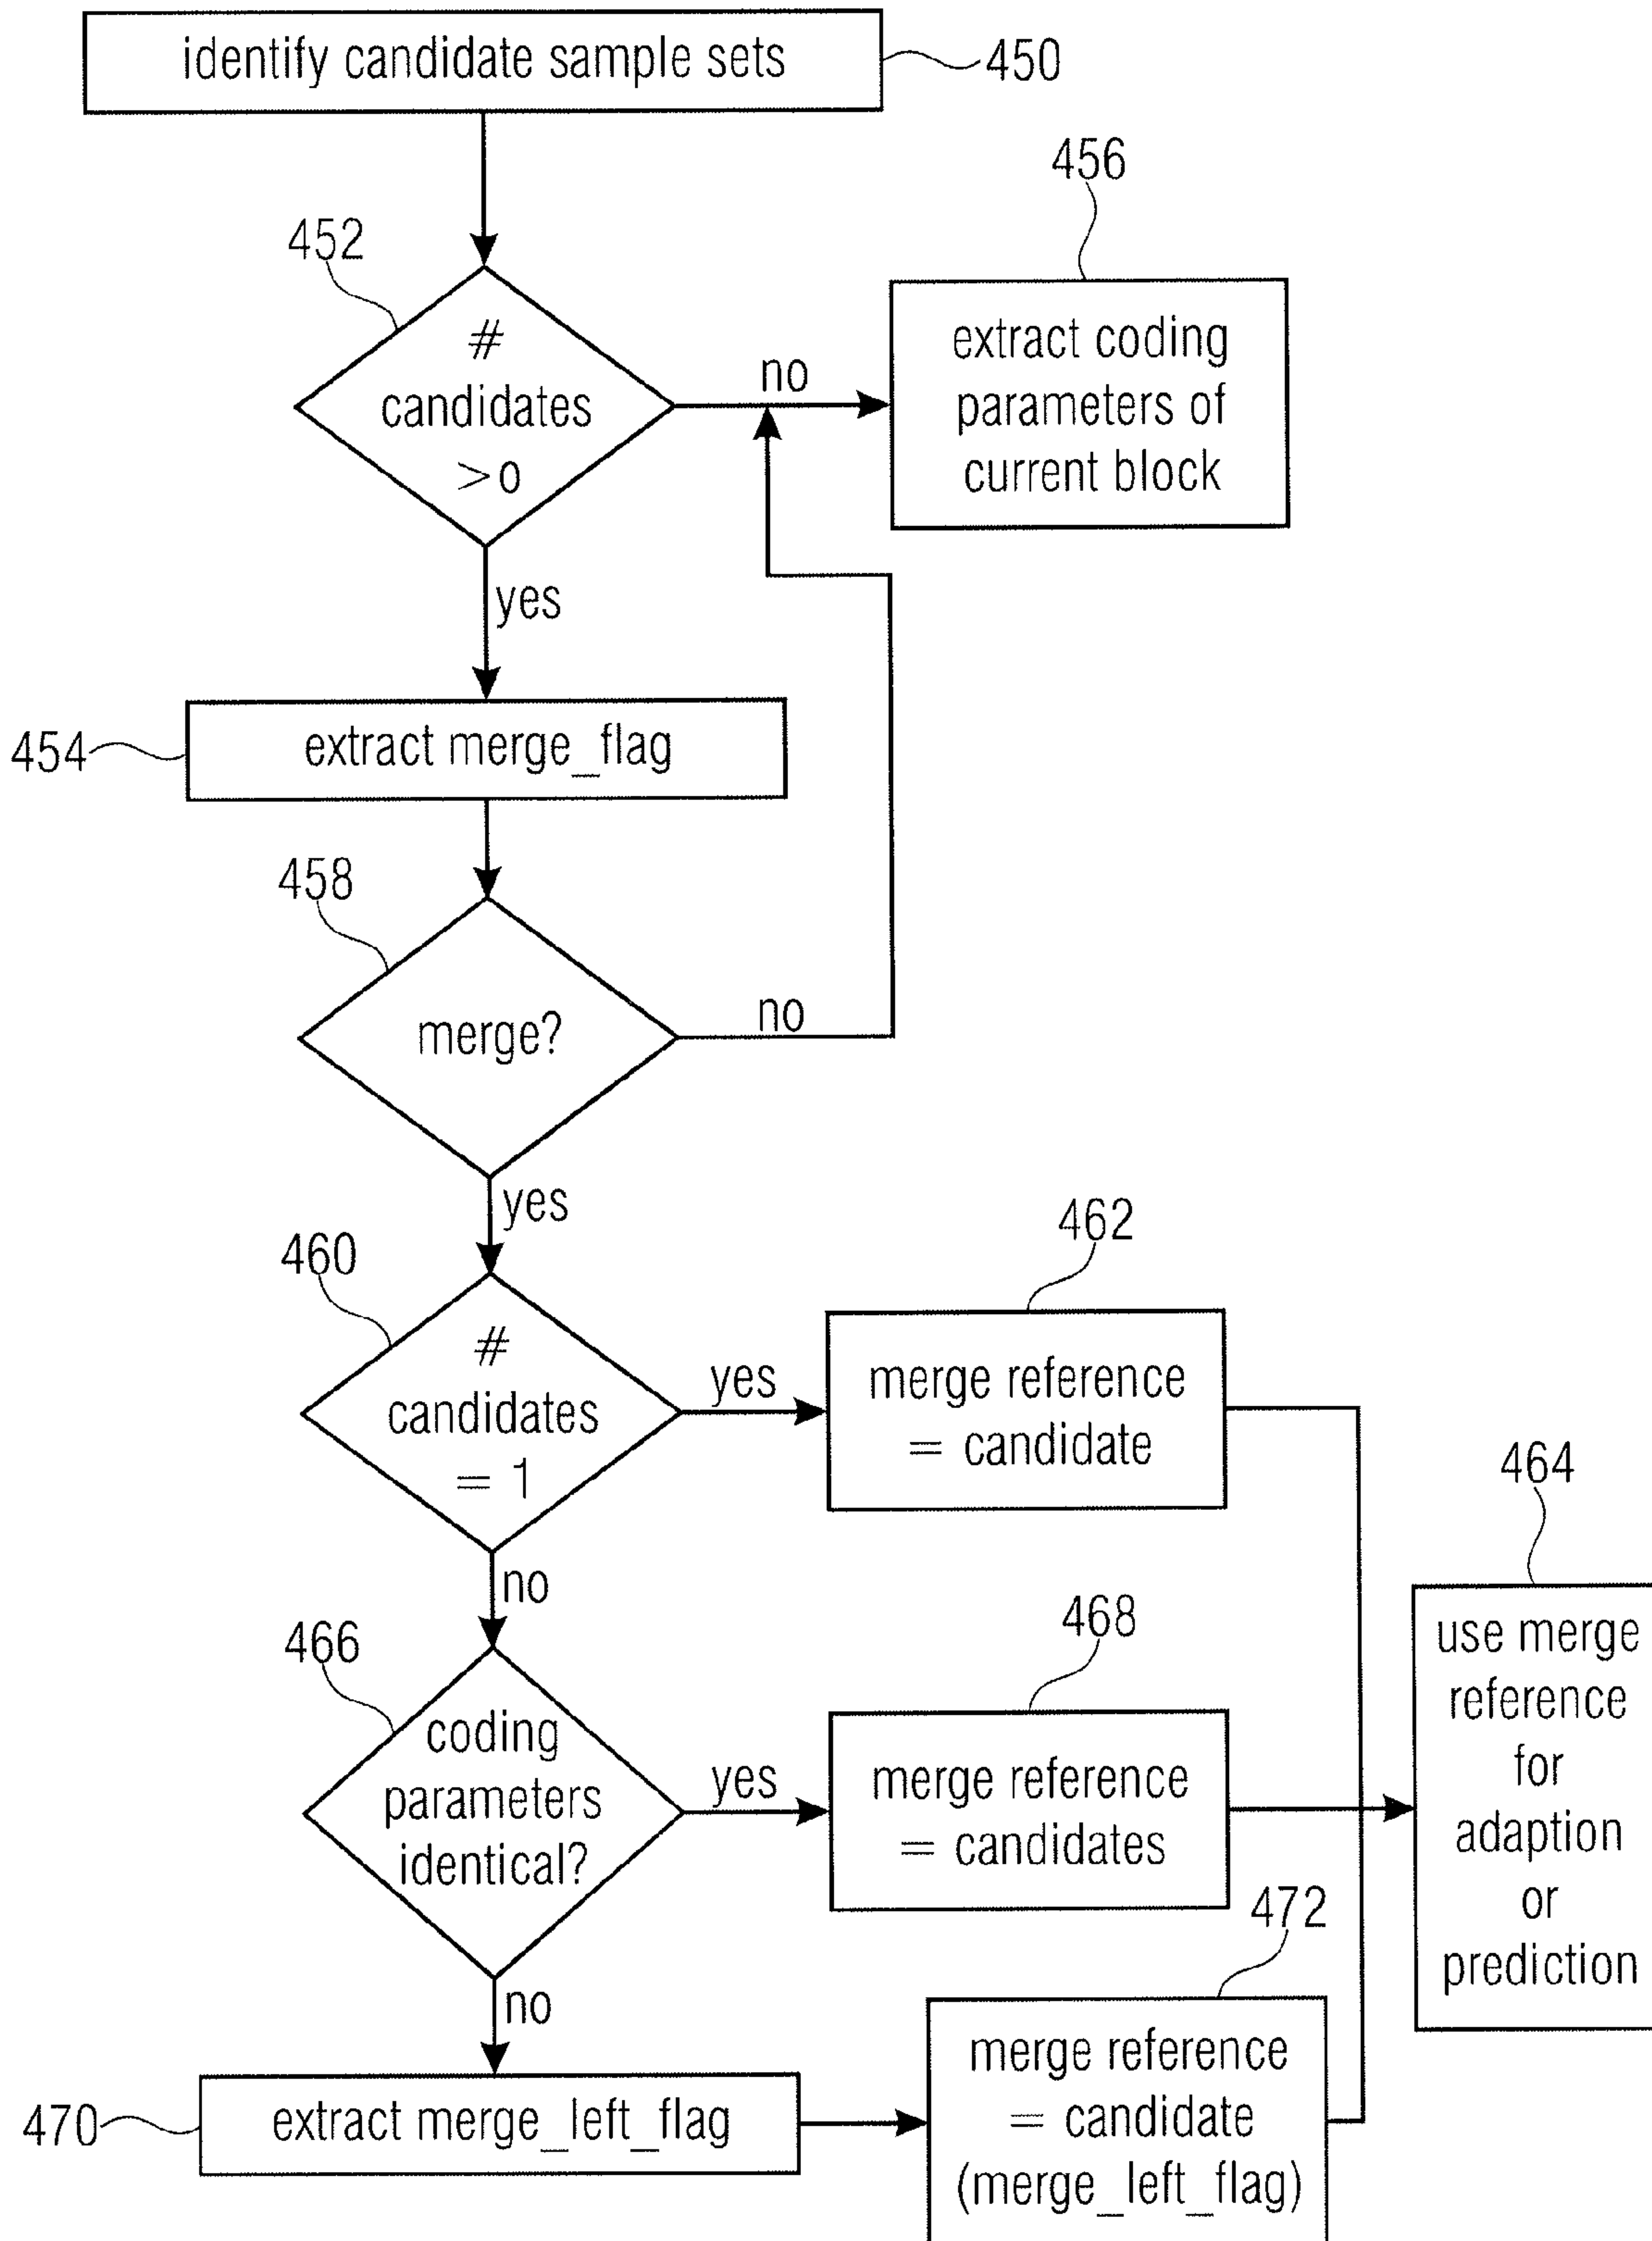 identify candidate sample sets
450
456
452
#
candidates
>o
no
extract coding
parameters of
current block
yes
454
extract merge_flag
458
merge?
no
yes
460
462
#
candidates
= 1
yes
merge reference
= candidate
464
no
466
468
coding
parameters
identical?
yes
merge reference
= candidates
use merge
reference
for
adaption
or
prediction
no
472
470
extract merge_left_flag
merge reference
= candidate
(merge_left_flag)